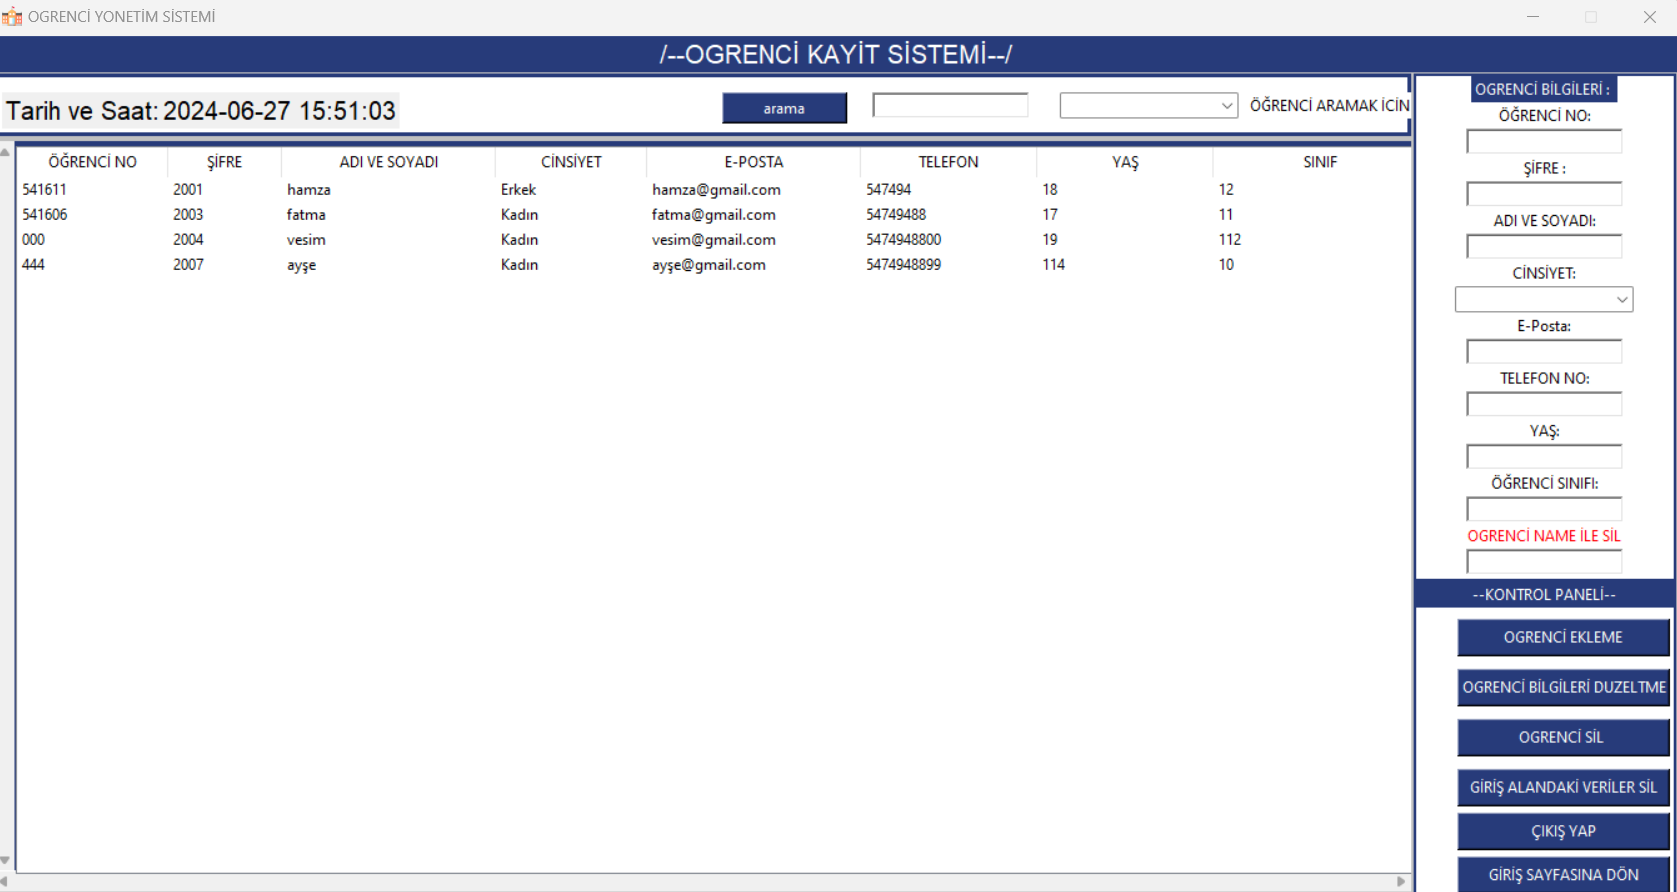 OGRENCİ YONETİM SİSTEMİ
/--OGRENCİ KAYİT SİSTEMİ--/
Tarih ve Saat: 2024-06-27 15:51:03
arama
ÖĞRENCİ ARAMAK İCİN
ÖĞRENCİ NO ŞİFRE ADI VE SOYADI CİNSİYET E-POSTA TELEFON YAŞ SINIF
541611 2001 hamza Erkek hamza@gmail.com 547494 18 12
541606 2003 fatma Kadın fatma@gmail.com 54749488 17 11
000 2004 vesim Kadın vesim@gmail.com 5474948800 19 112
444 2007 ayşe Kadın ayşe@gmail.com 5474948899 114 10
OGRENCİ BİLGİLERİ :
ÖĞRENCİ NO:
ŞİFRE :
ADI VE SOYADI:
CİNSİYET:
E-Posta:
TELEFON NO:
YAŞ:
ÖĞRENCİ SINIFI:
OGRENCİ NAME İLE SİL
--KONTROL PANELİ--
OGRENCİ EKLEME
OGRENCİ BİLGİLERİ DUZELTME
OGRENCİ SİL
GİRİŞ ALANDAKİ VERİLER SİL
ÇIKIŞ YAP
GİRİŞ SAYFASINA DÖN